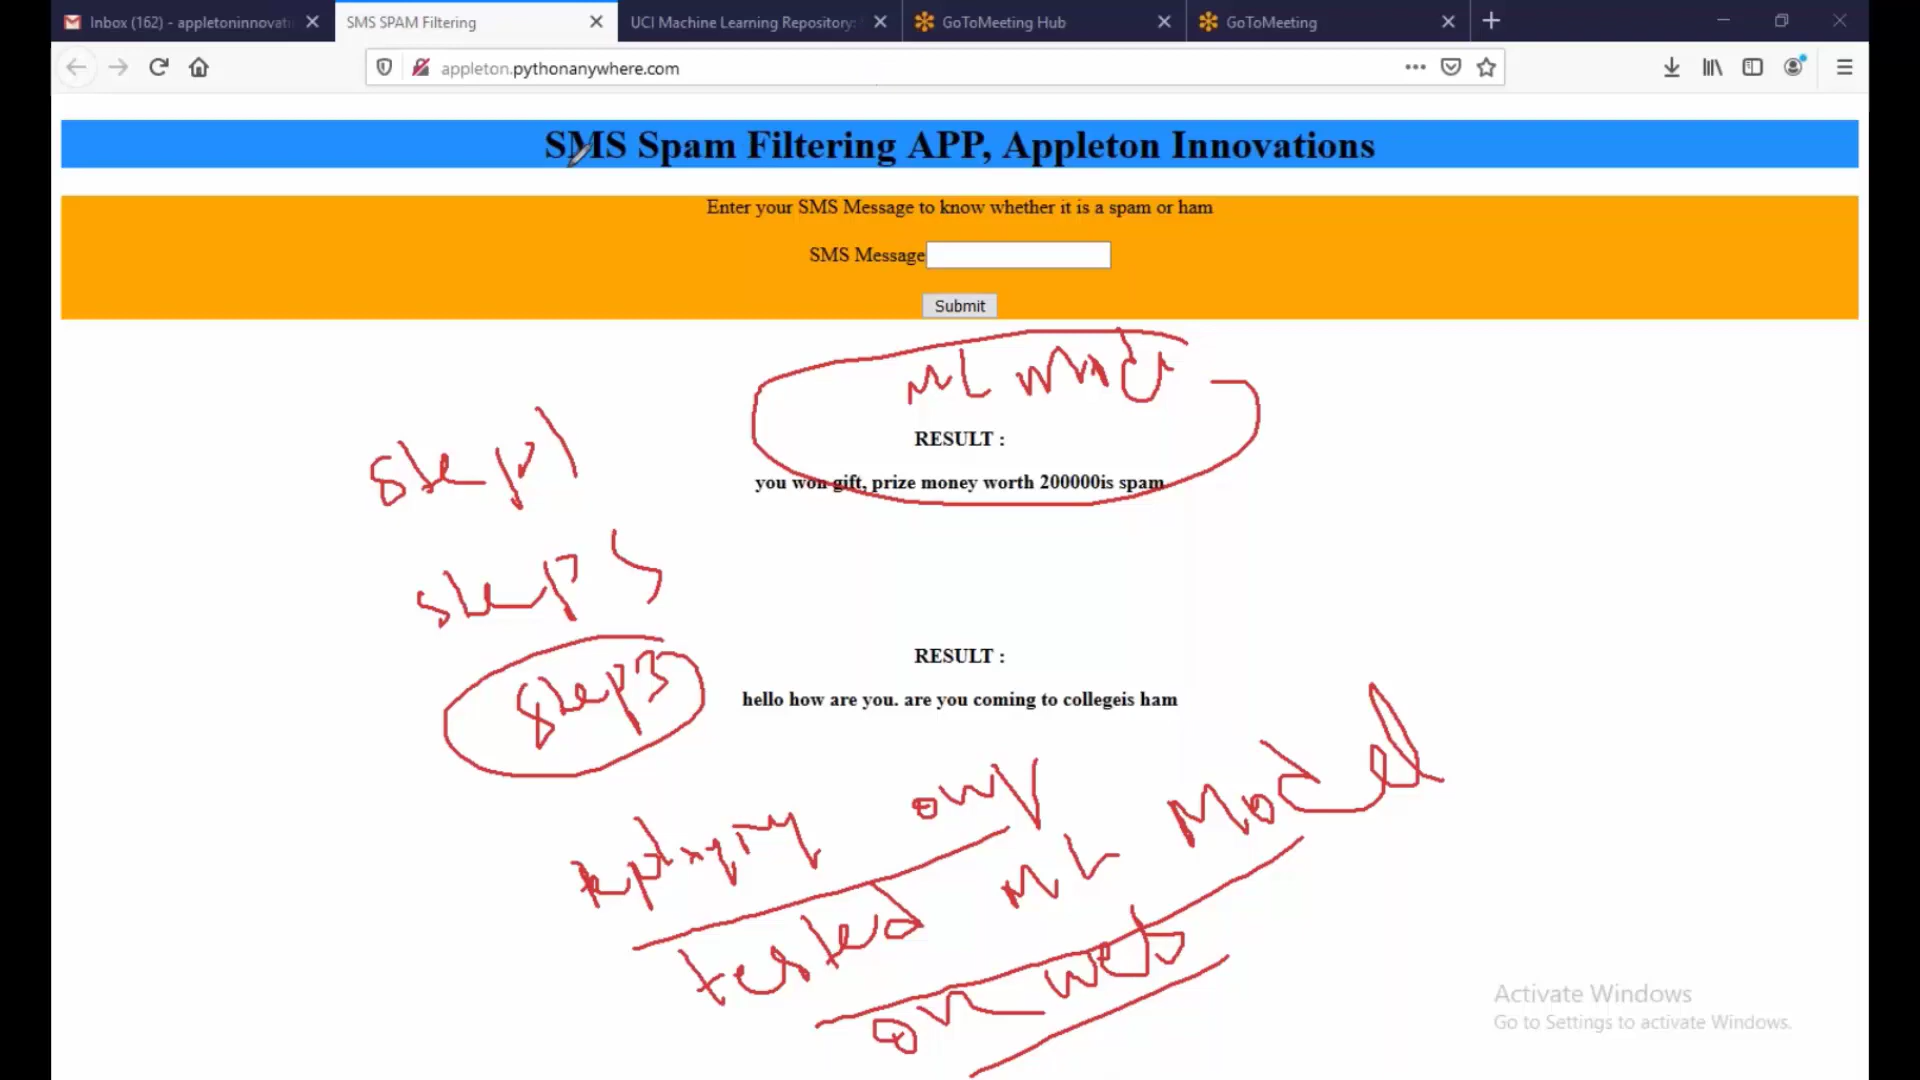 Inbox (162) - appletoninnovati
SMS SPAM Filtering
UCI Machine Learning Repository:
GoToMeeting Hub
GoToMeeting
appleton.pythonanywhere.com
SMS Spam Filtering APP, Appleton Innovations
Enter your SMS Message to know whether it is a spam or ham
SMS Message
Submit
ML
RESULT :
you won gift, prize money worth 200000is spam
step1
step
step3
RESULT :
hello how are you. are you coming to collegeis ham
our
tested ML Model
on web
Activate Windows
Go to Settings to activate Windows.